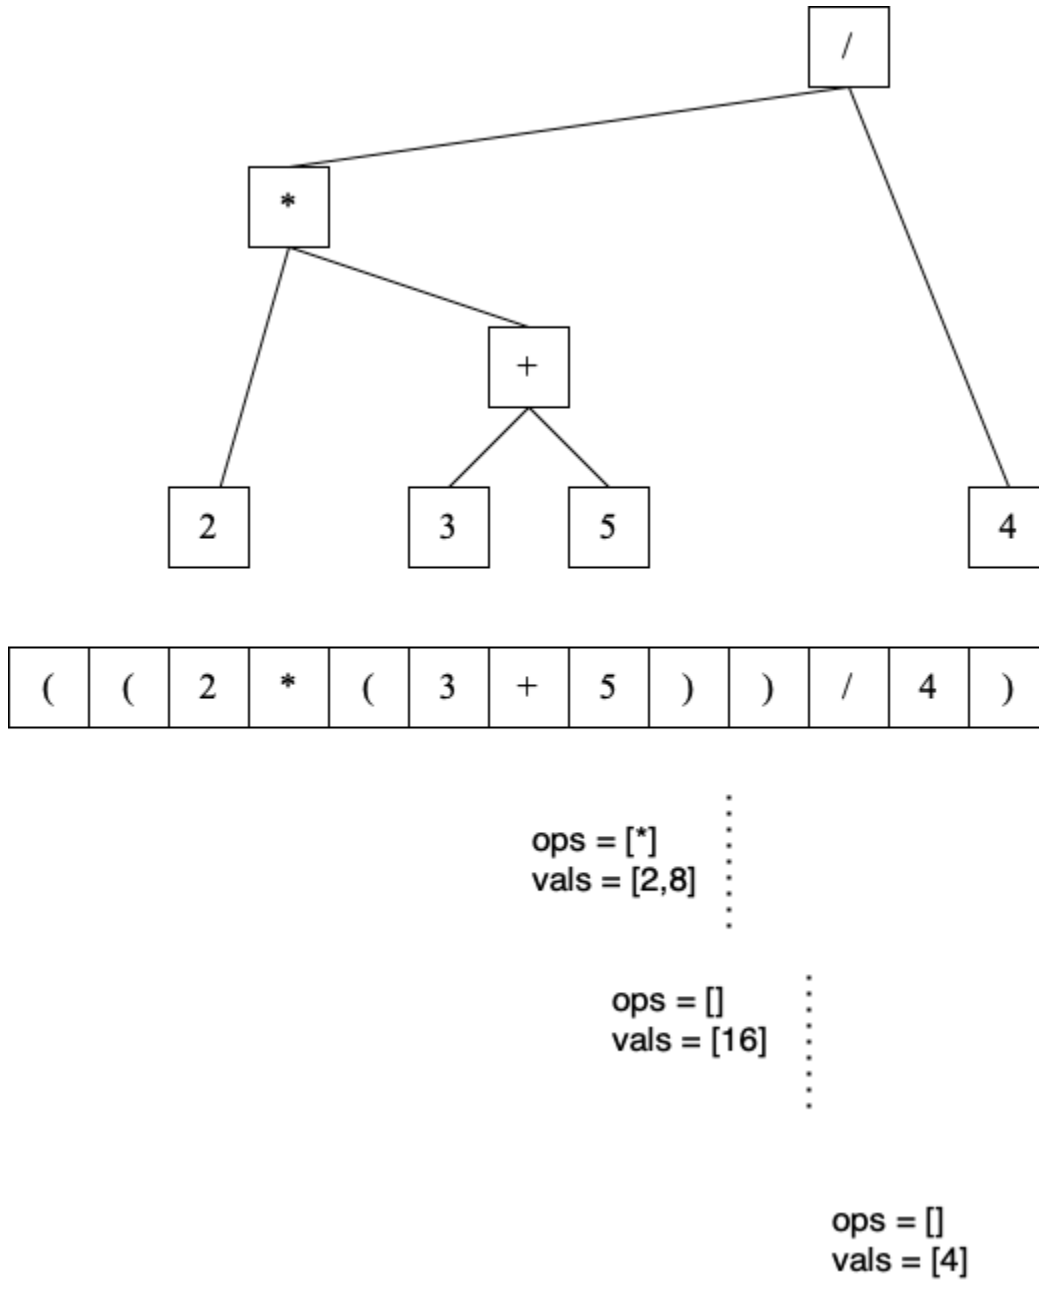 /
*
+
2 3 5 4
( ( 2 * ( 3 + 5 ) ) / 4 )
ops = [*]
vals = [2,8]
ops = []
vals = [16]
ops = []
vals = [4]